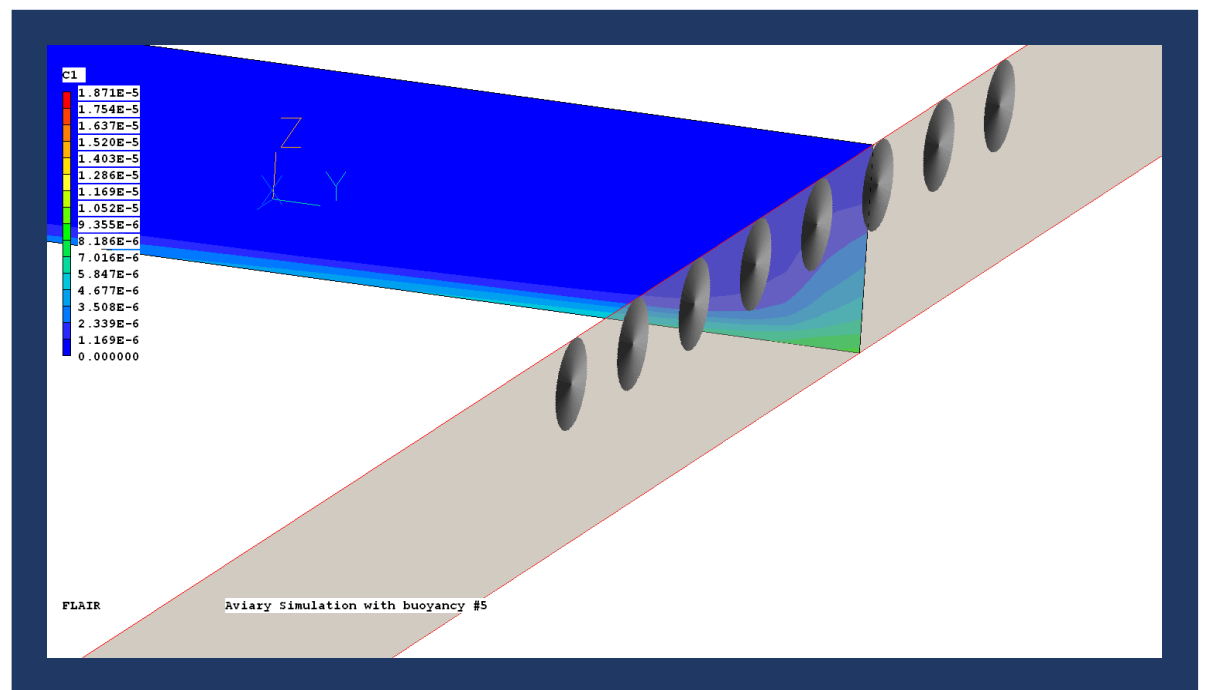 C1
1.871E-5
1.754E-5
1.637E-5
1.520E-5
1.403E-5
1.286E-5
1.169E-5
1.052E-5
9.355E-6
8.186E-6
7.016E-6
5.847E-6
4.677E-6
3.508E-6
2.339E-6
1.169E-6
0.000000
Z
X Y
FLAIR Aviary Simulation with buoyancy #5